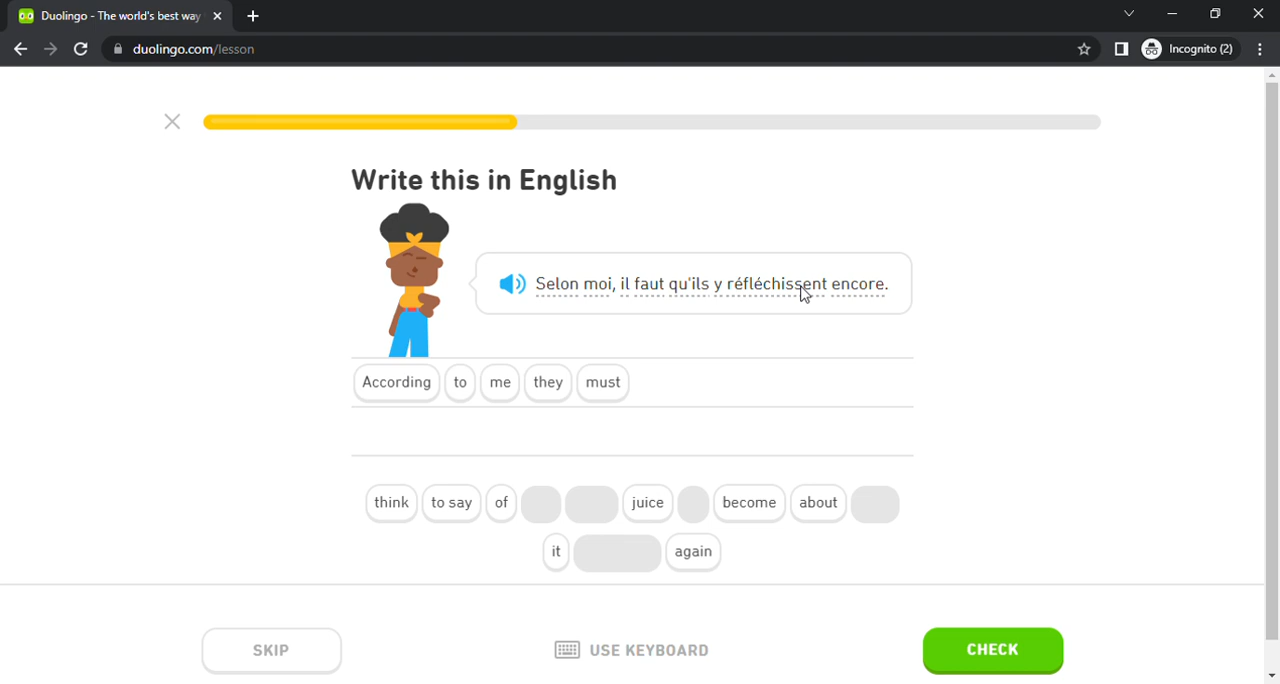 Duolingo - The world's best way
duolingo.com/lesson
Incognito (2)
Write this in English
Selon moi, il faut qu'ils y réfléchissent encore.
According to me they must
think to say of juice become about
it again
SKIP USE KEYBOARD CHECK